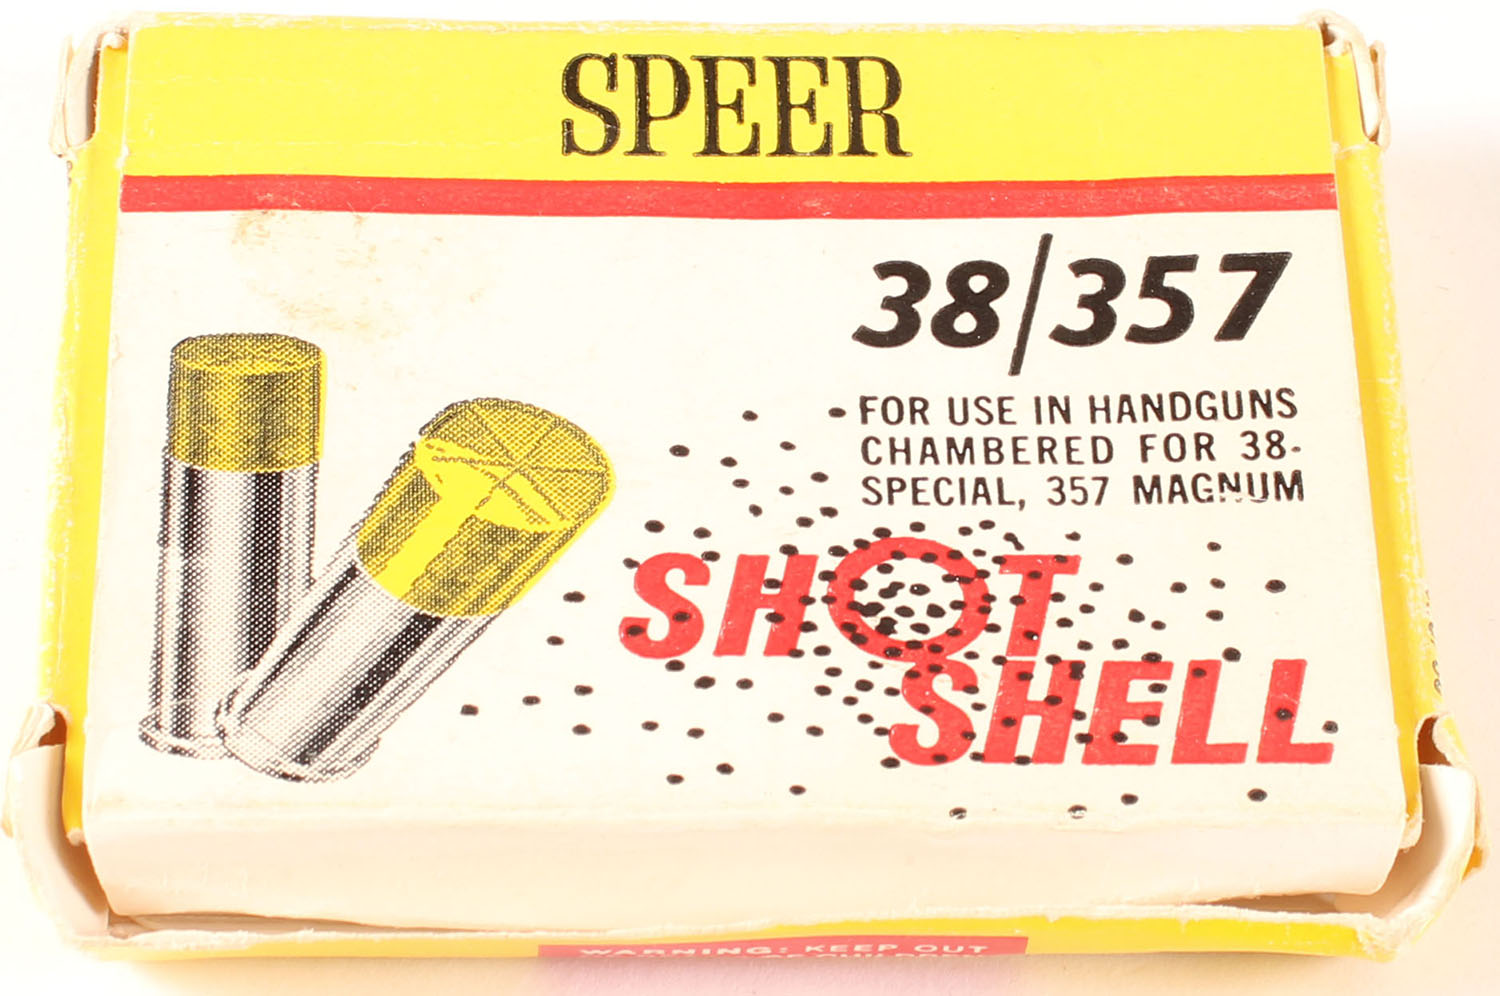 SPEER
38/357
FOR USE IN HANDGUNS
CHAMBERED FOR 38-
SPECIAL, 357 MAGNUM
SHOT
SHELL
WARNING: KEEP OUT